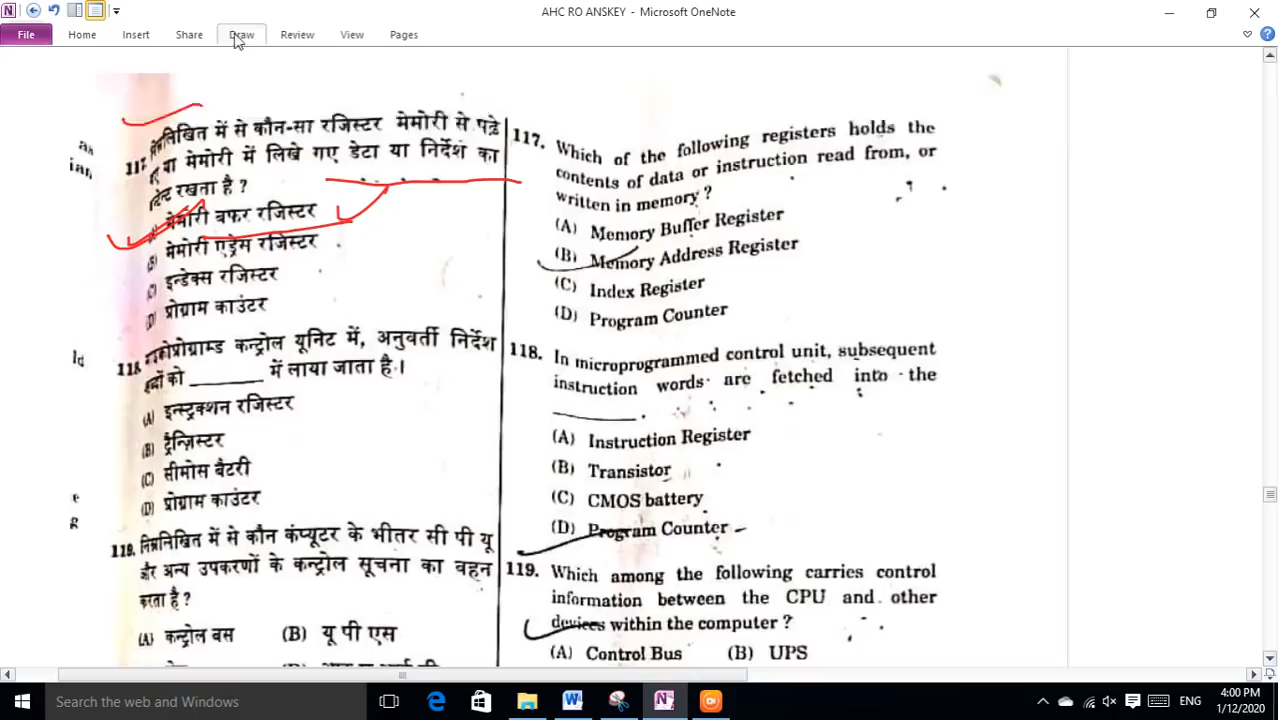 AHC RO ANSKEY - Microsoft OneNote
File Home Insert Share Draw Review View Pages
117. निम्नलिखित में से कौन-सा रजिस्टर मेमोरी से पढ़े
या मेमोरी में लिखे गए डेटा या निर्देश का
रखता है ?
(A) मेमोरी बफर रजिस्टर
(B) मेमोरी एड्रेस रजिस्टर
(C) इन्डेक्स रजिस्टर
(D) प्रोग्राम काउंटर
118. कन्ट्रोल यूनिट में, अनुवर्ती निर्देश
शब्दों को ________ में लाया जाता है ।
(A) इन्स्ट्रक्शन रजिस्टर
(B) ट्रैन्ज़िस्टर
(C) सीमोस बैटरी
(D) प्रोग्राम काउंटर
119. निम्नलिखित में से कौन कंप्यूटर के भीतर सी पी यू
और अन्य उपकरणों के कन्ट्रोल सूचना का वहन
करता है ?
(A) कन्ट्रोल बस (B) यू पी एस
117. Which of the following registers holds the
contents of data or instruction read from, or
written in memory ?
(A) Memory Buffer Register
(B) Memory Address Register
(C) Index Register
(D) Program Counter
118. In microprogrammed control unit, subsequent
instruction words are fetched into the
________ .
(A) Instruction Register
(B) Transistor
(C) CMOS battery
(D) Program Counter
119. Which among the following carries control
information between the CPU and other
devices within the computer ?
(A) Control Bus (B) UPS
Search the web and Windows
ENG
4:00 PM
1/12/2020